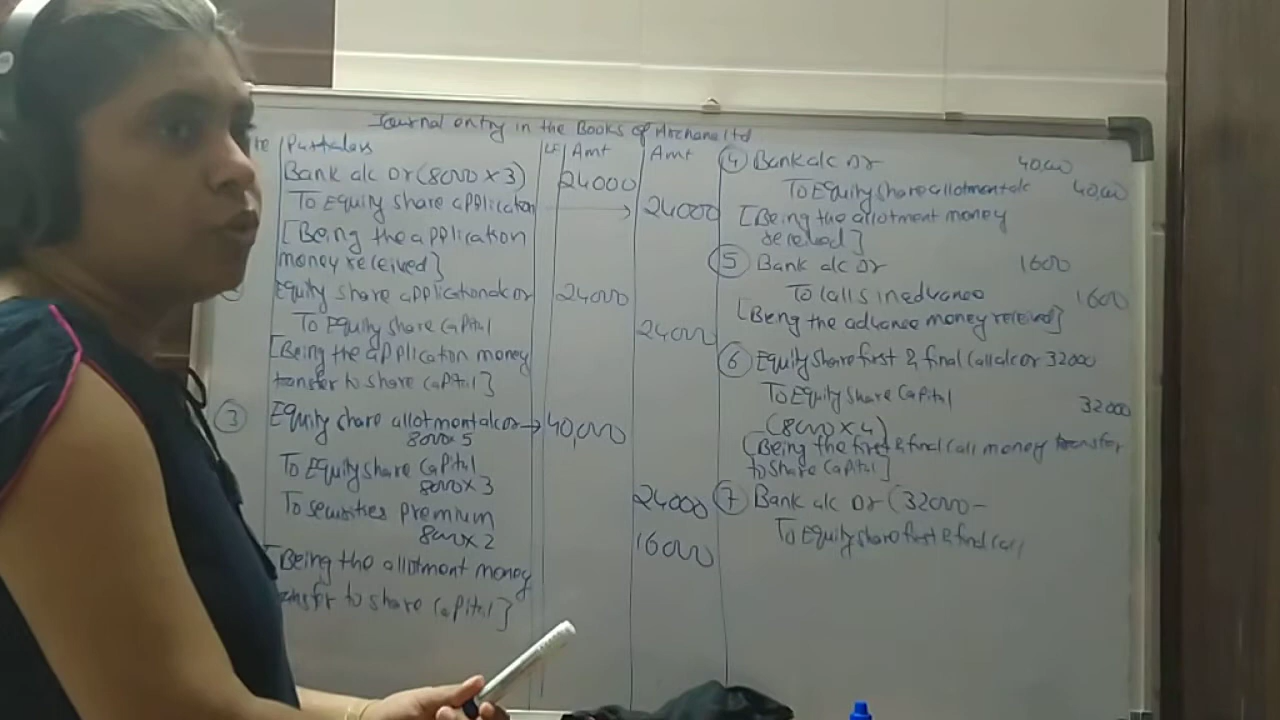 Journal entry in the Books of Archana ltd
Particulars
LF Amt Amt
Bank a/c Dr (8000 x 3) 24000
To Equity share application 24000
[Being the application
money received]
Equity share application a/c Dr 24000
To Equity share Capital 24000
[Being the application money
transfer to share Capital]
③ Equity share allotment a/c Dr → 40,000
8000 x 5
To Equity share Capital
8000 x 3 24000
To securities premium
8000 x 2 16000
[Being the allotment money
to share Capital]
④ Bank a/c Dr 40,000
To Equity share allotment a/c 40,000
[Being the allotment money
]
⑤ Bank a/c Dr 1600
To Calls in advance 1600
[Being the advance money received]
⑥ Equity share first & final call a/c Dr 32000
To Equity share Capital 32000
(8000 x 4)
[Being the first & final call money transfer
to share Capital]
⑦ Bank a/c Dr (32000 -
To Equity share first & final call